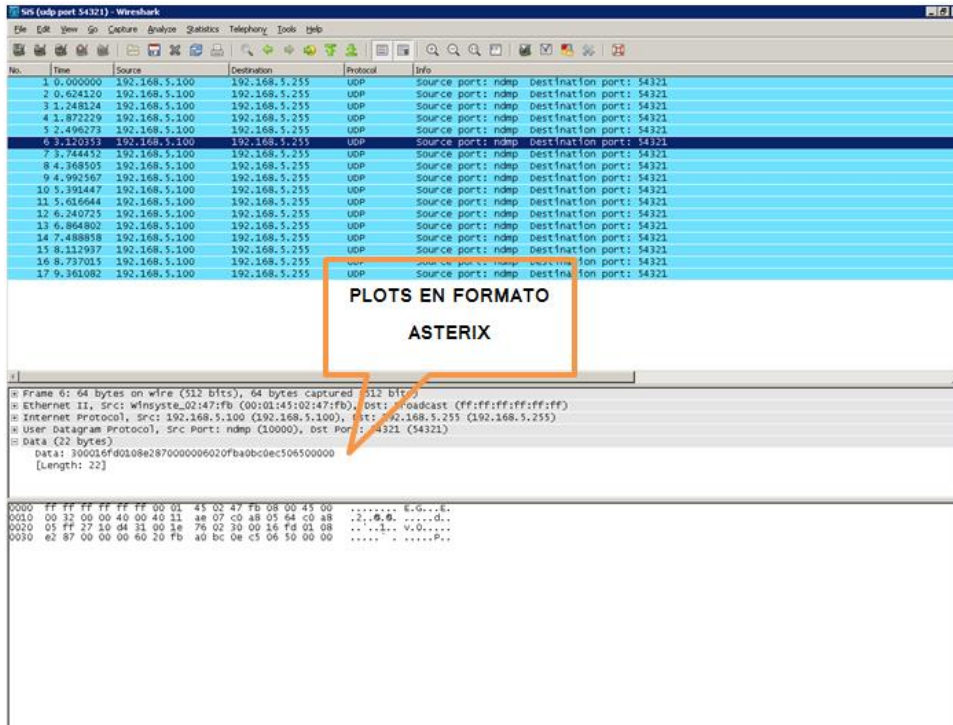 SiS (udp port 54321) - Wireshark
File Edit View Go Capture Analyze Statistics Telephony Tools Help
No. Time Source Destination Protocol Info
1 0.000000 192.168.5.100 192.168.5.255 UDP Source port: ndmp Destination port: 54321
2 0.624120 192.168.5.100 192.168.5.255 UDP Source port: ndmp Destination port: 54321
3 1.248124 192.168.5.100 192.168.5.255 UDP Source port: ndmp Destination port: 54321
4 1.872229 192.168.5.100 192.168.5.255 UDP Source port: ndmp Destination port: 54321
5 2.496273 192.168.5.100 192.168.5.255 UDP Source port: ndmp Destination port: 54321
6 3.120353 192.168.5.100 192.168.5.255 UDP Source port: ndmp Destination port: 54321
7 3.744452 192.168.5.100 192.168.5.255 UDP Source port: ndmp Destination port: 54321
8 4.368505 192.168.5.100 192.168.5.255 UDP Source port: ndmp Destination port: 54321
9 4.992567 192.168.5.100 192.168.5.255 UDP Source port: ndmp Destination port: 54321
10 5.391447 192.168.5.100 192.168.5.255 UDP Source port: ndmp Destination port: 54321
11 5.616644 192.168.5.100 192.168.5.255 UDP Source port: ndmp Destination port: 54321
12 6.240725 192.168.5.100 192.168.5.255 UDP Source port: ndmp Destination port: 54321
13 6.864802 192.168.5.100 192.168.5.255 UDP Source port: ndmp Destination port: 54321
14 7.488858 192.168.5.100 192.168.5.255 UDP Source port: ndmp Destination port: 54321
15 8.112937 192.168.5.100 192.168.5.255 UDP Source port: ndmp Destination port: 54321
16 8.737015 192.168.5.100 192.168.5.255 UDP Source port: ndmp Destination port: 54321
17 9.361082 192.168.5.100 192.168.5.255 UDP Source port: ndmp Destination port: 54321
PLOTS EN FORMATO
ASTERIX
Frame 6: 64 bytes on wire (512 bits), 64 bytes captured (512 bits)
Ethernet II, Src: Winsyste_02:47:fb (00:01:45:02:47:fb), Dst: Broadcast (ff:ff:ff:ff:ff:ff)
Internet Protocol, Src: 192.168.5.100 (192.168.5.100), Dst: 192.168.5.255 (192.168.5.255)
User Datagram Protocol, Src Port: ndmp (10000), Dst Port: 54321 (54321)
Data (22 bytes)
Data: 300016fd0108e2870000006020fba0bc0ec506500000
[Length: 22]
0000 ff ff ff ff ff ff 00 01 45 02 47 fb 08 00 45 00 ........ E.G...E.
0010 00 32 00 00 40 00 40 11 ae 07 c0 a8 05 64 c0 a8 .2..@.@. .....d..
0020 05 ff 27 10 d4 31 00 1e 76 02 30 00 16 fd 01 08 ..'..1.. v.0.....
0030 e2 87 00 00 00 60 20 fb a0 bc 0e c5 06 50 00 00 .....` . .....P..